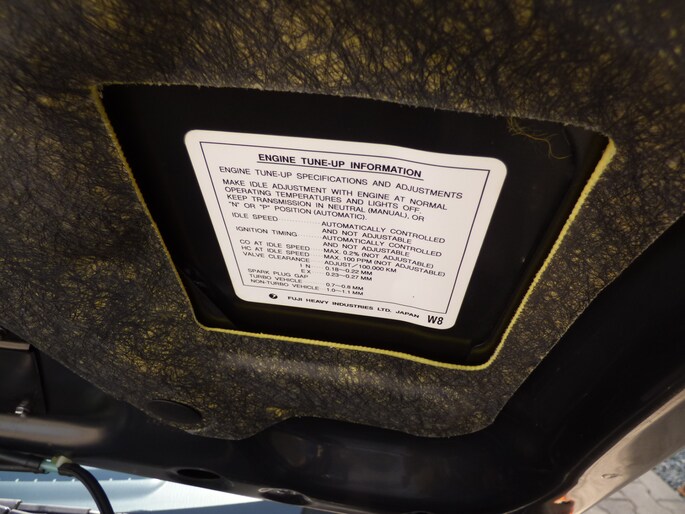 ENGINE TUNE-UP INFORMATION
ENGINE TUNE-UP SPECIFICATIONS AND ADJUSTMENTS
MAKE IDLE ADJUSTMENT WITH ENGINE AT NORMAL
OPERATING TEMPERATURES AND LIGHTS OFF
KEEP TRANSMISSION IN NEUTRAL (MANUAL), OR
"N" OR "P" POSITION (AUTOMATIC).
IDLE SPEED AUTOMATICALLY CONTROLLED
AND NOT ADJUSTABLE
IGNITION TIMING AUTOMATICALLY CONTROLLED
AND NOT ADJUSTABLE
CO AT IDLE SPEED MAX. 0.2% (NOT ADJUSTABLE)
HC AT IDLE SPEED MAX. 100 PPM (NOT ADJUSTABLE)
VALVE CLEARANCE ADJUST/100,000 KM
IN 0.18~0.22 MM
EX 0.23~0.27 MM
SPARK PLUG GAP
TURBO VEHICLE 0.7~0.8 MM
NON-TURBO VEHICLE 1.0~1.1 MM
FUJI HEAVY INDUSTRIES LTD. JAPAN W8